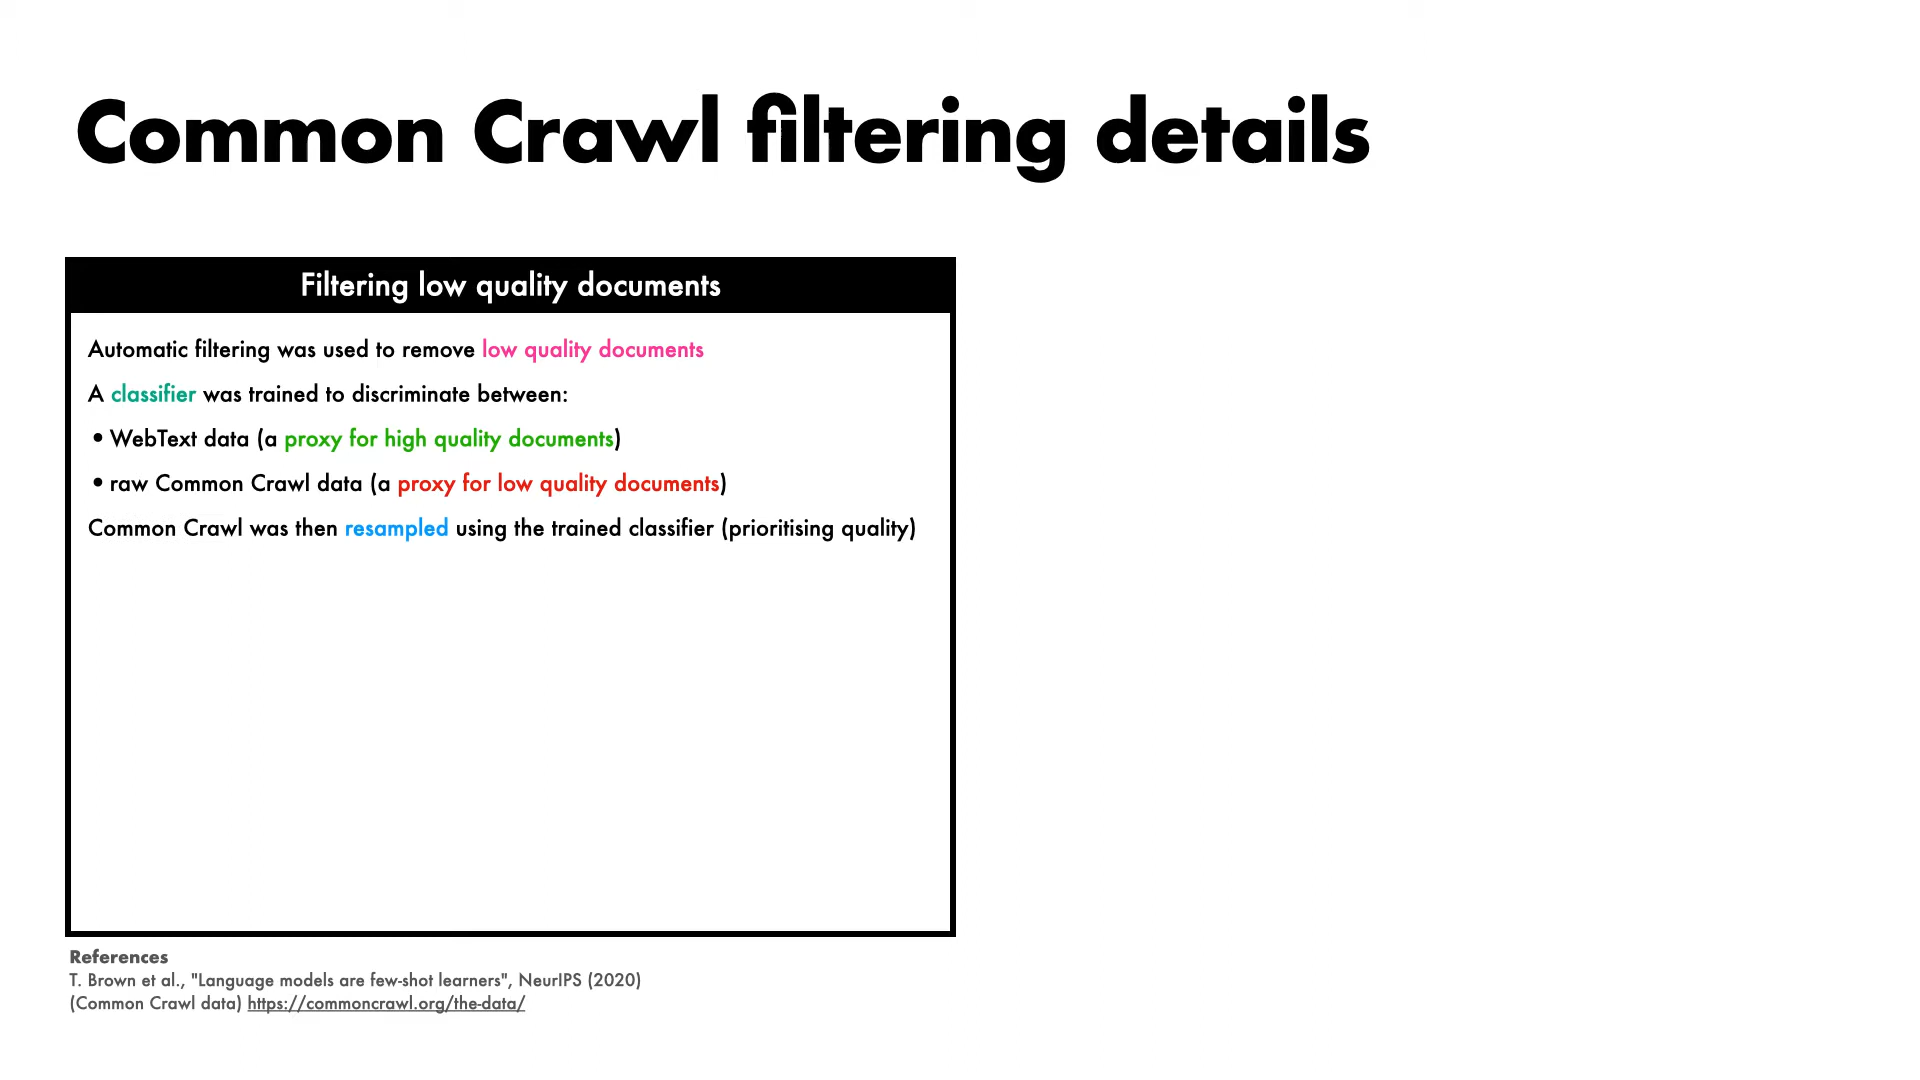 Common Crawl filtering details
Filtering low quality documents
Automatic filtering was used to remove low quality documents
A classifier was trained to discriminate between:
• WebText data (a proxy for high quality documents)
• raw Common Crawl data (a proxy for low quality documents)
Common Crawl was then resampled using the trained classifier (prioritising quality)
References
T. Brown et al., "Language models are few-shot learners", NeurIPS (2020)
(Common Crawl data) https://commoncrawl.org/the-data/